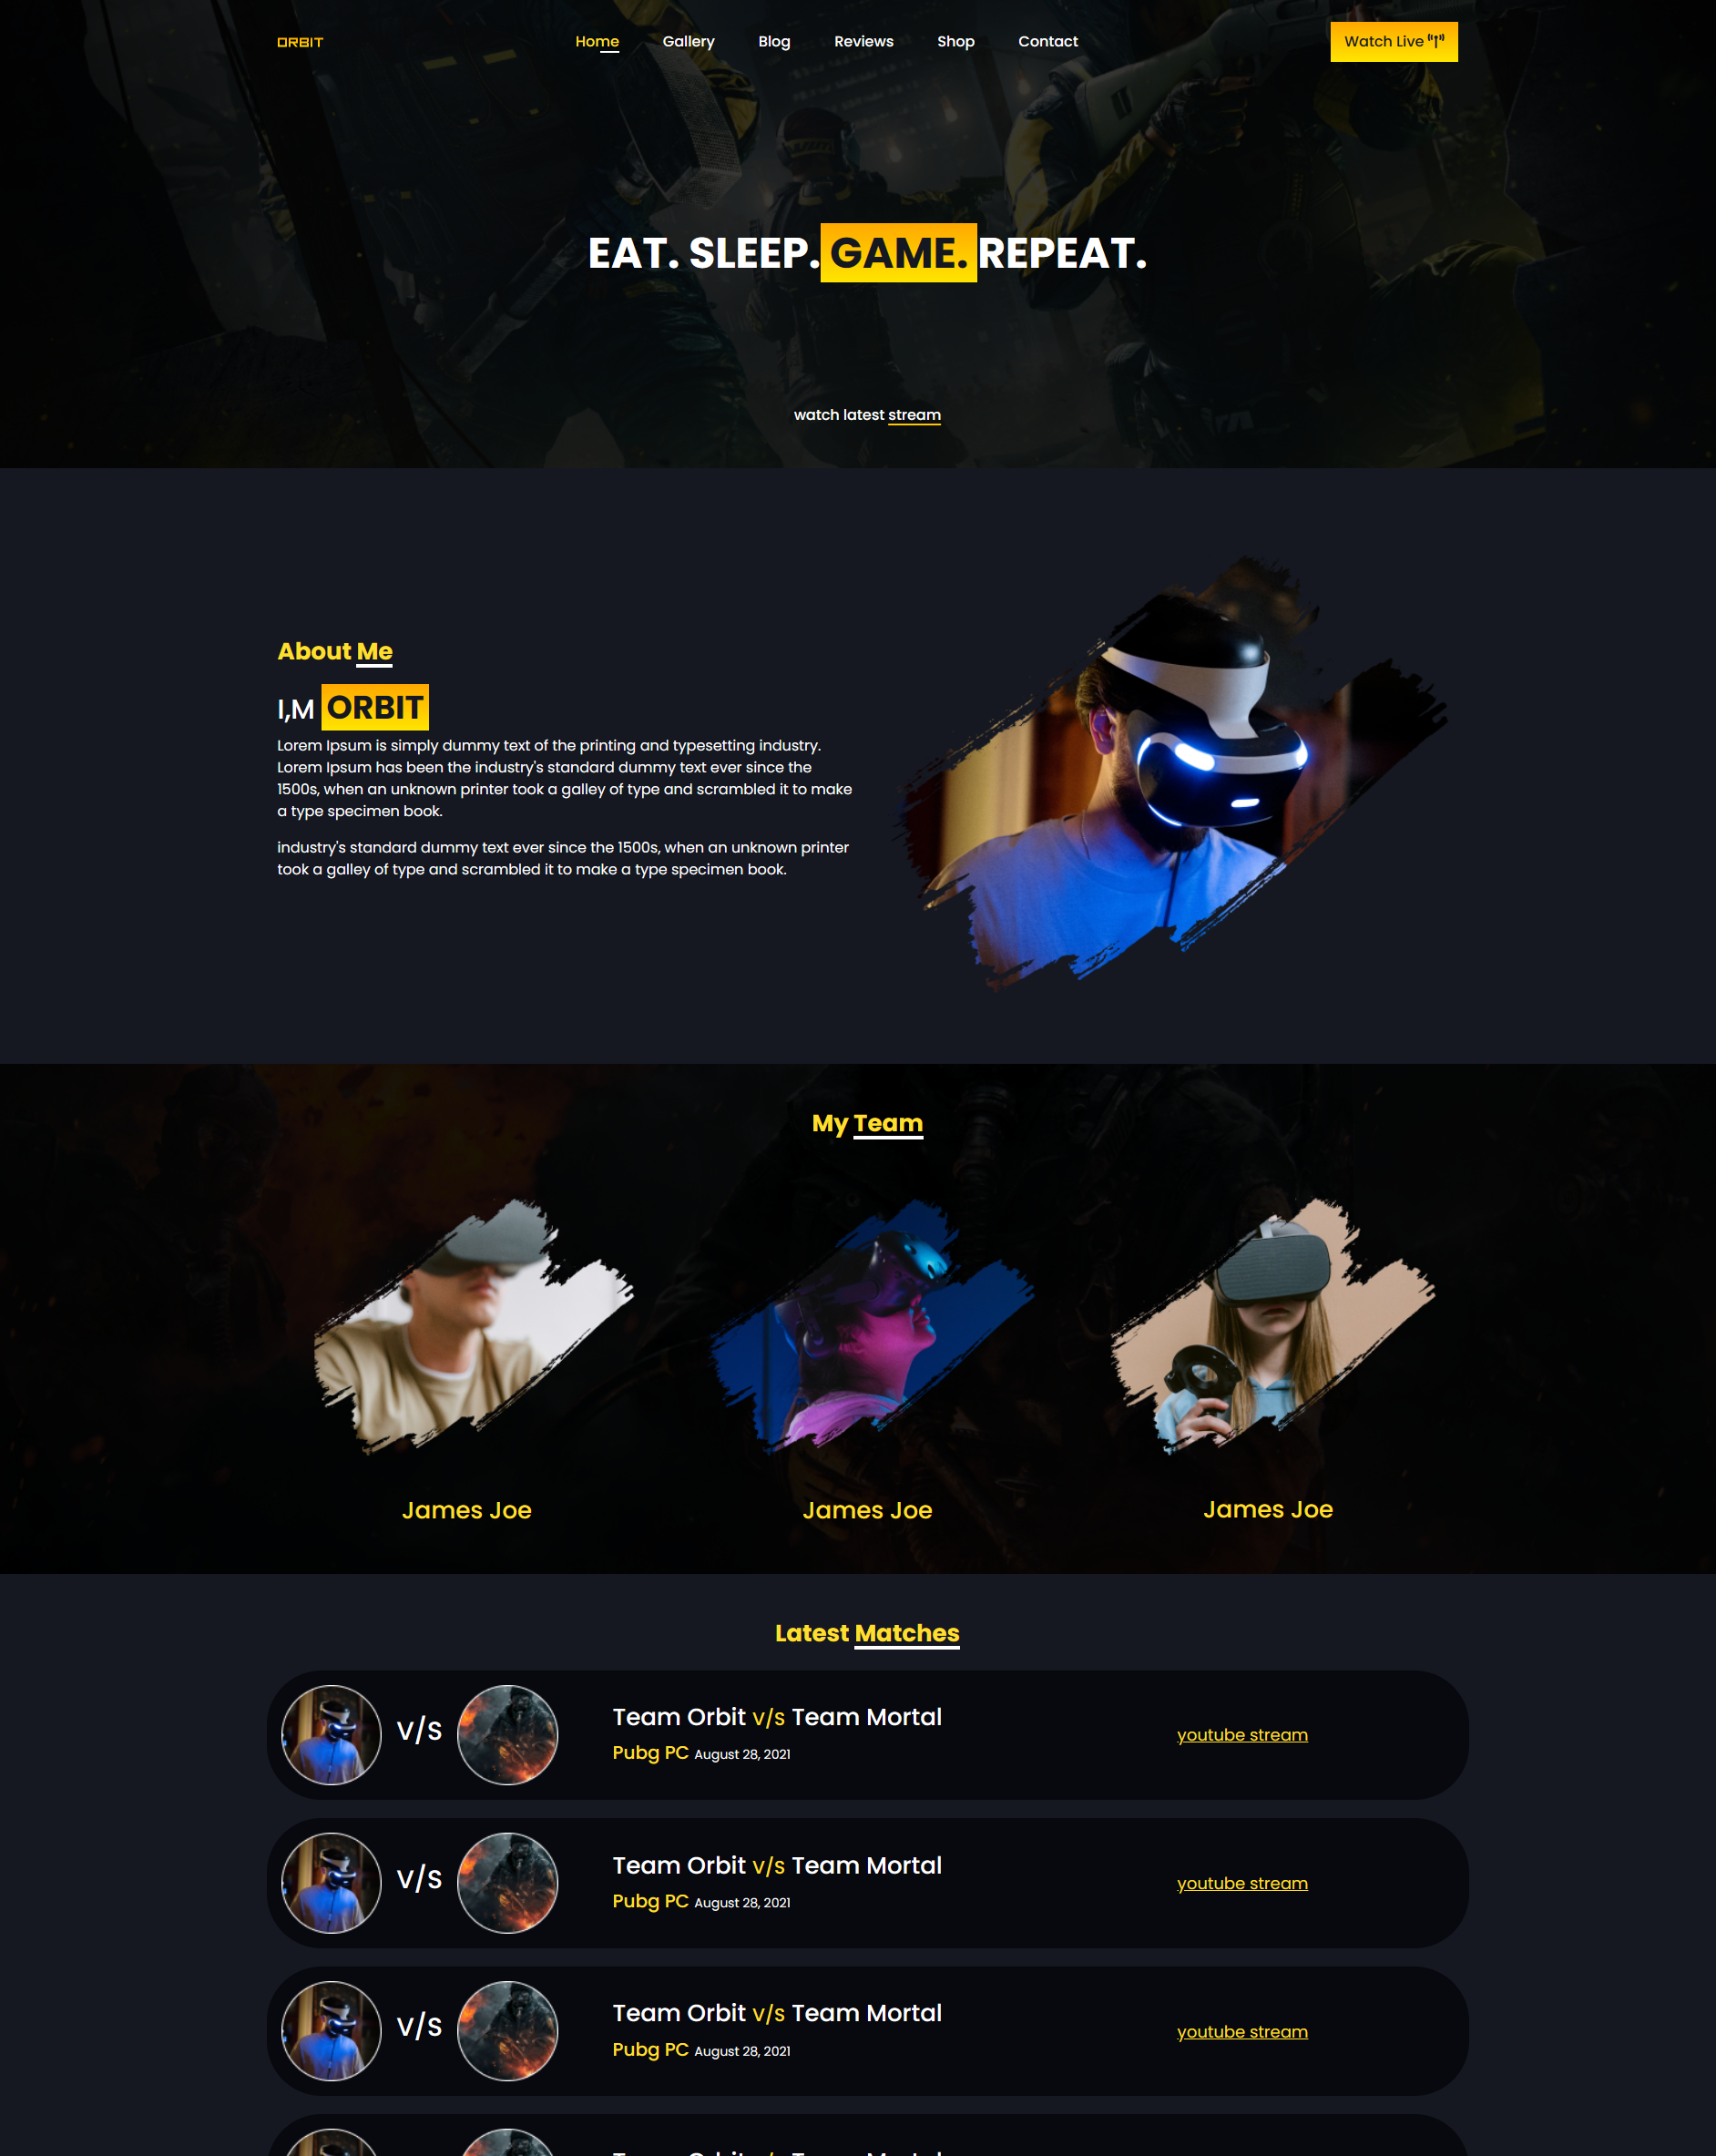 ORBIT
Home Gallery Blog Reviews Shop Contact
Watch Live
EAT. SLEEP. GAME. REPEAT.
watch latest stream
About Me
I,M ORBIT
Lorem Ipsum is simply dummy text of the printing and typesetting industry.
Lorem Ipsum has been the industry's standard dummy text ever since the
1500s, when an unknown printer took a galley of type and scrambled it to make
a type specimen book.
industry's standard dummy text ever since the 1500s, when an unknown printer
took a galley of type and scrambled it to make a type specimen book.
My Team
James Joe
James Joe
James Joe
Latest Matches
V/S
Team Orbit v/s Team Mortal
Pubg PC August 28, 2021
youtube stream
V/S
Team Orbit v/s Team Mortal
Pubg PC August 28, 2021
youtube stream
V/S
Team Orbit v/s Team Mortal
Pubg PC August 28, 2021
youtube stream